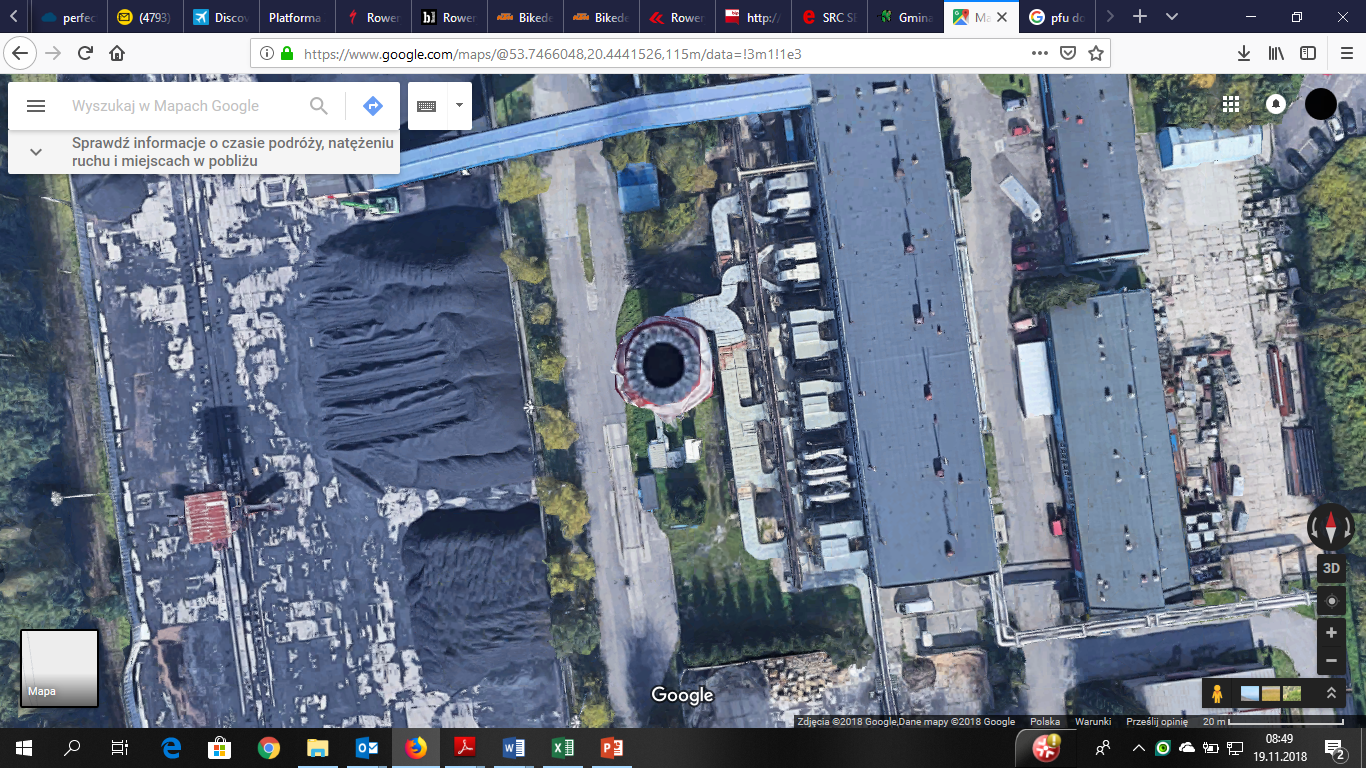 perfec
(4793)
Discov
Platforma
Rower
Rower
Bikede
Bikede
Rower
http:/
SRC SE
Gmina
Ma
pfu do
https://www.google.com/maps/@53.7466048,20.4441526,115m/data=!3m1!1e3
Wyszukaj w Mapach Google
Sprawdź informacje o czasie podróży, natężeniu
ruchu i miejscach w pobliżu
3D
Mapa
Google
Zdjęcia ©2018 Google,Dane mapy ©2018 Google Polska Warunki Prześlij opinię 20 m
08:49
19.11.2018
2